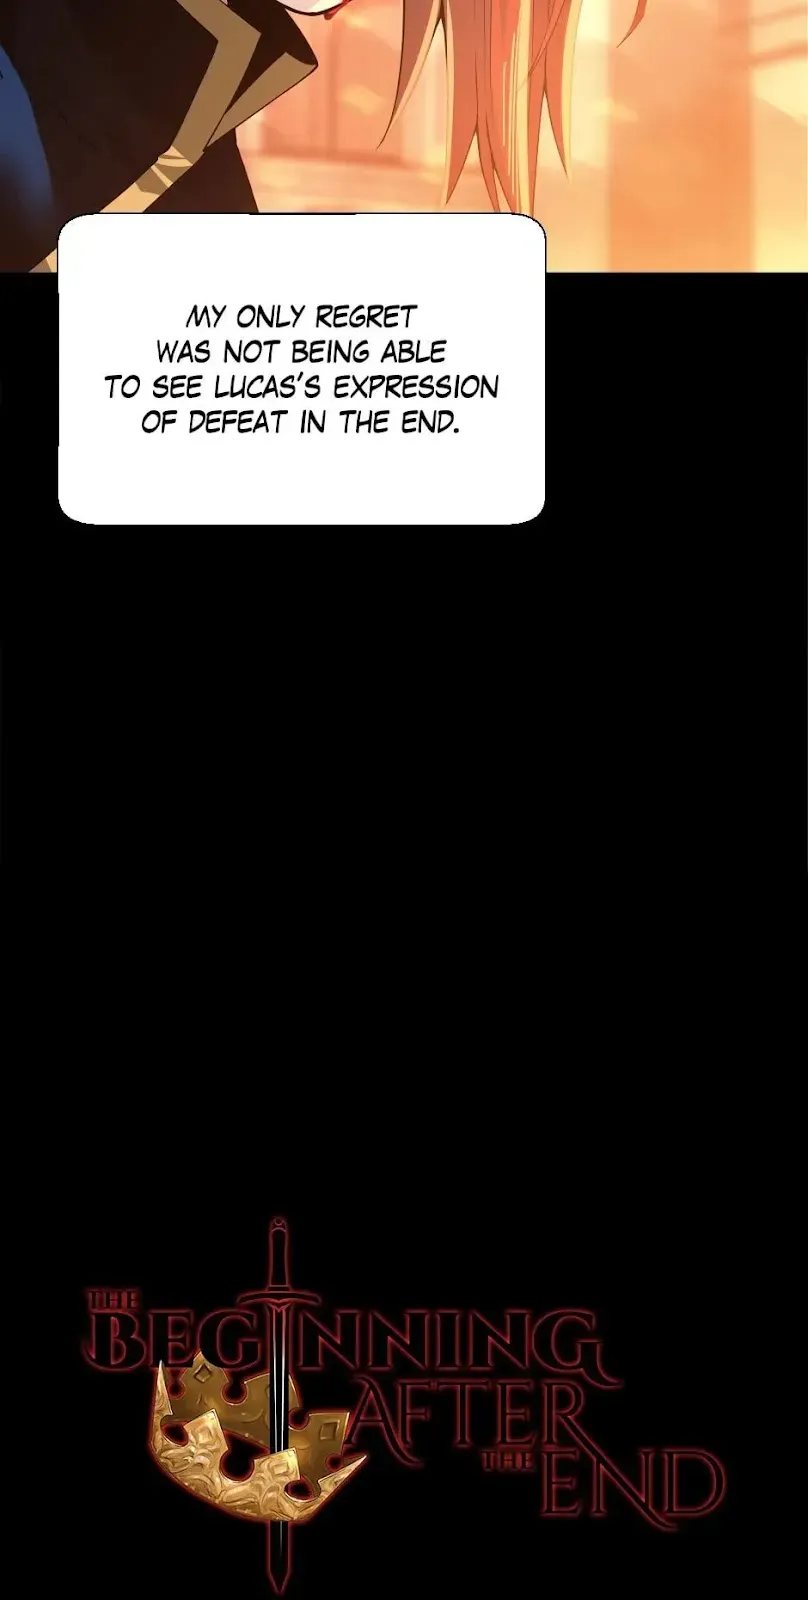 MY ONLY REGRET
WAS NOT BEING ABLE
TO SEE LUCAS'S EXPRESSION
OF DEFEAT IN THE END.
THE
BEGINNING
AFTER
THE END